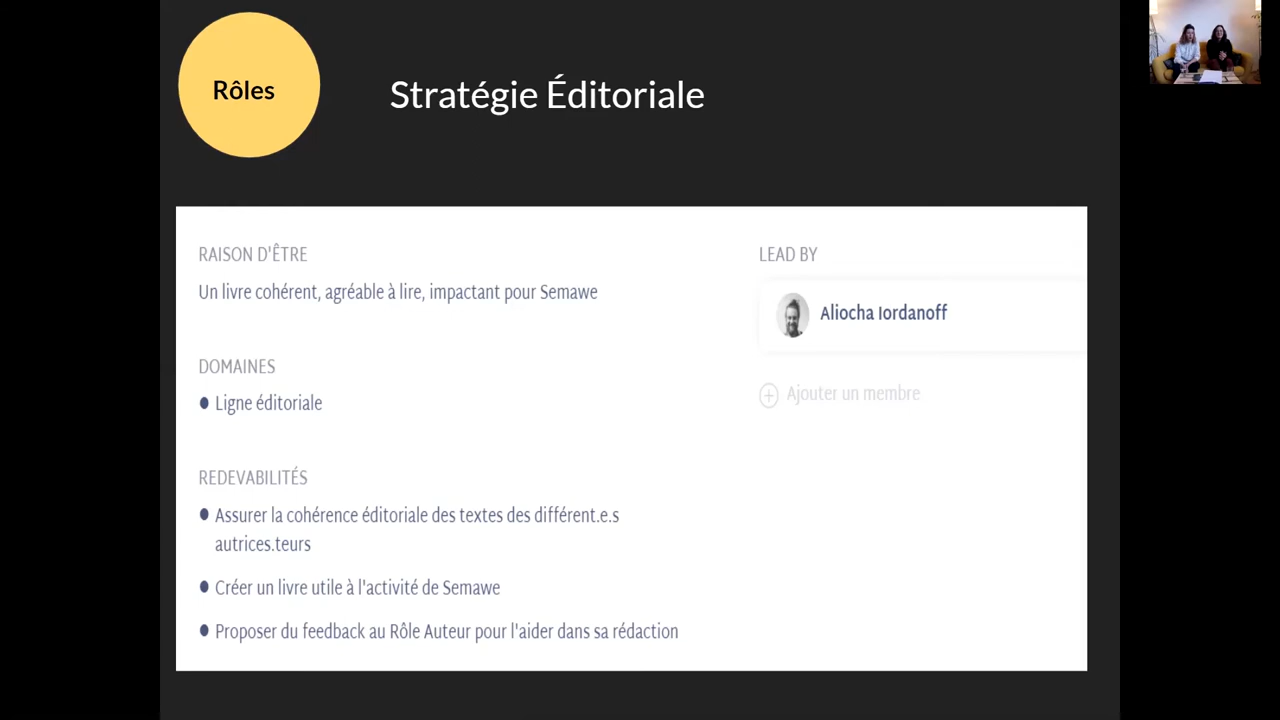 Rôles
Stratégie Éditoriale
RAISON D'ÊTRE
Un livre cohérent, agréable à lire, impactant pour Semawe
DOMAINES
Ligne éditoriale
REDEVABILITÉS
Assurer la cohérence éditoriale des textes des différent.e.s
autrices.teurs
Créer un livre utile à l'activité de Semawe
Proposer du feedback au Rôle Auteur pour l'aider dans sa rédaction
LEAD BY
Aliocha Iordanoff
Ajouter un membre